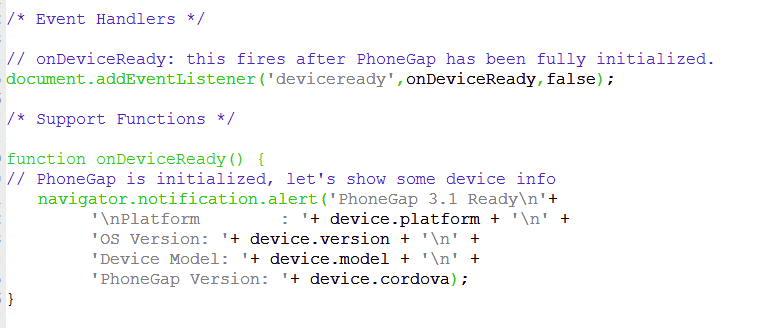 /* Event Handlers */
// onDeviceReady: this fires after PhoneGap has been fully initialized.
document.addEventListener('deviceready',onDeviceReady,false);
/* Support Functions */
function onDeviceReady() {
// PhoneGap is initialized, let's show some device info
navigator.notification.alert('PhoneGap 3.1 Ready\n'+
'\nPlatform        : '+ device.platform + '\n' +
'OS Version: '+ device.version + '\n' +
'Device Model: '+ device.model + '\n' +
'PhoneGap Version: '+ device.cordova);
}